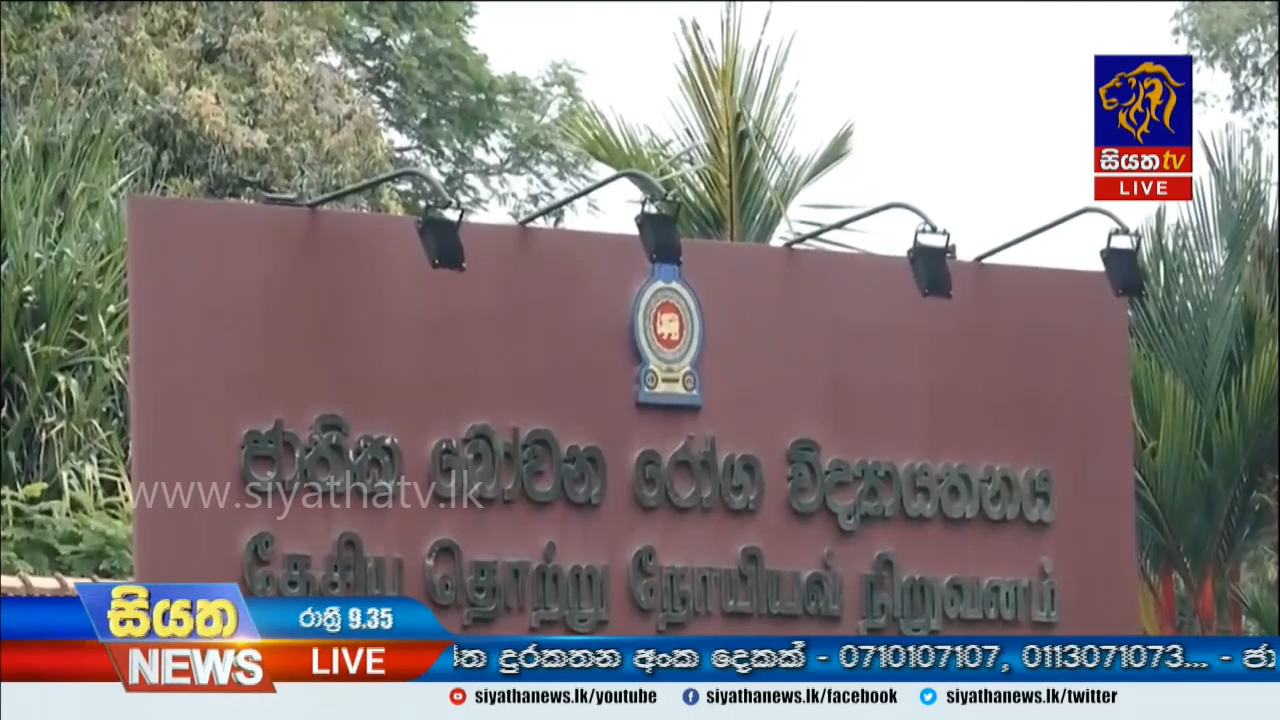 සියත tv
LIVE
ජාතික බෝවන රෝග විද්‍යායතනය
www.siyathatv.lk
தேசிய தொற்று நோயியல் நிறுவனம்
සියත
NEWS
රාත්‍රී 9.35
LIVE
දුරකතන අංක දෙකක් - 0710107107, 0113071073... -
siyathanews.lk/youtube
siyathanews.lk/facebook
siyathanews.lk/twitter